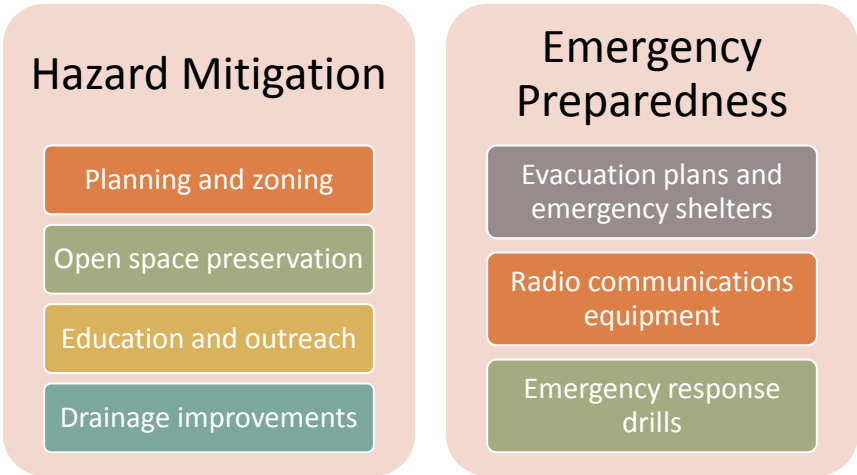 Hazard Mitigation
Planning and zoning
Open space preservation
Education and outreach
Drainage improvements
Emergency
Preparedness
Evacuation plans and
emergency shelters
Radio communications
equipment
Emergency response
drills